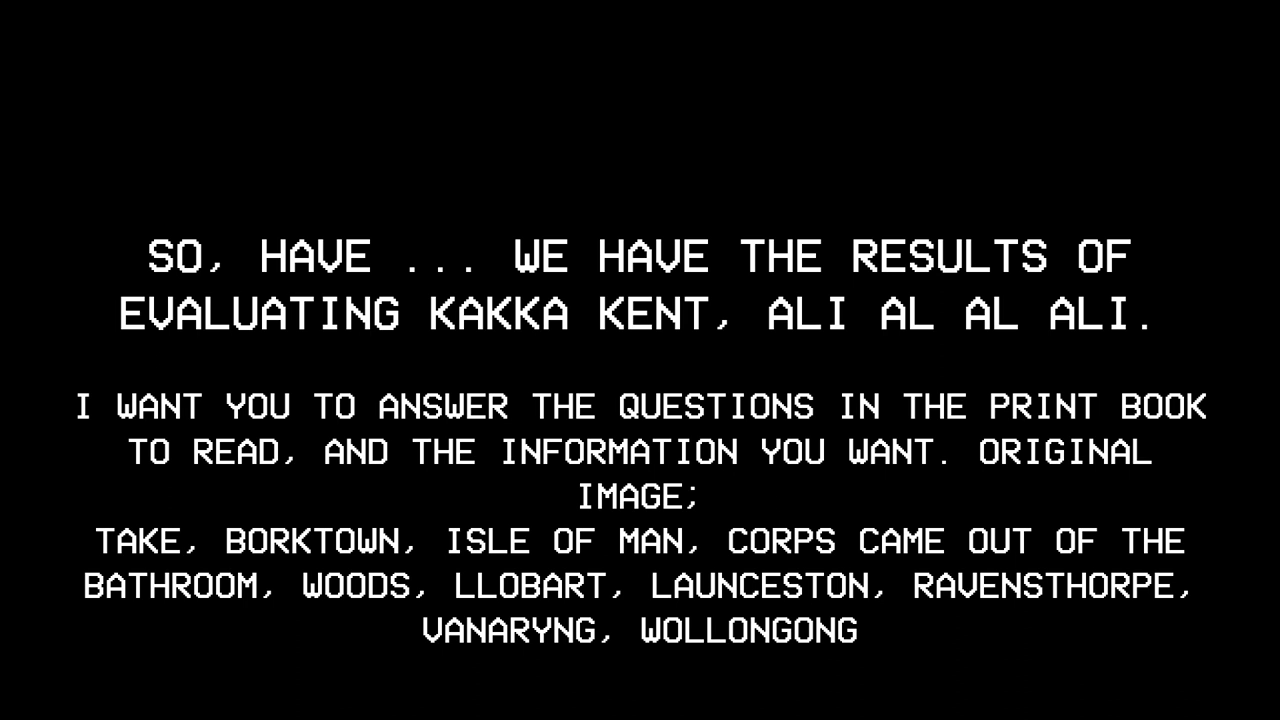 SO, HAVE ... WE HAVE THE RESULTS OF
EVALUATING KAKKA KENT, ALI AL AL ALI.
I WANT YOU TO ANSWER THE QUESTIONS IN THE PRINT BOOK
TO READ, AND THE INFORMATION YOU WANT. ORIGINAL
IMAGE;
TAKE, BORKTOWN, ISLE OF MAN, CORPS CAME OUT OF THE
BATHROOM, WOODS, LLOBART, LAUNCESTON, RAVENSTHORPE,
VANARYNG, WOLLONGONG